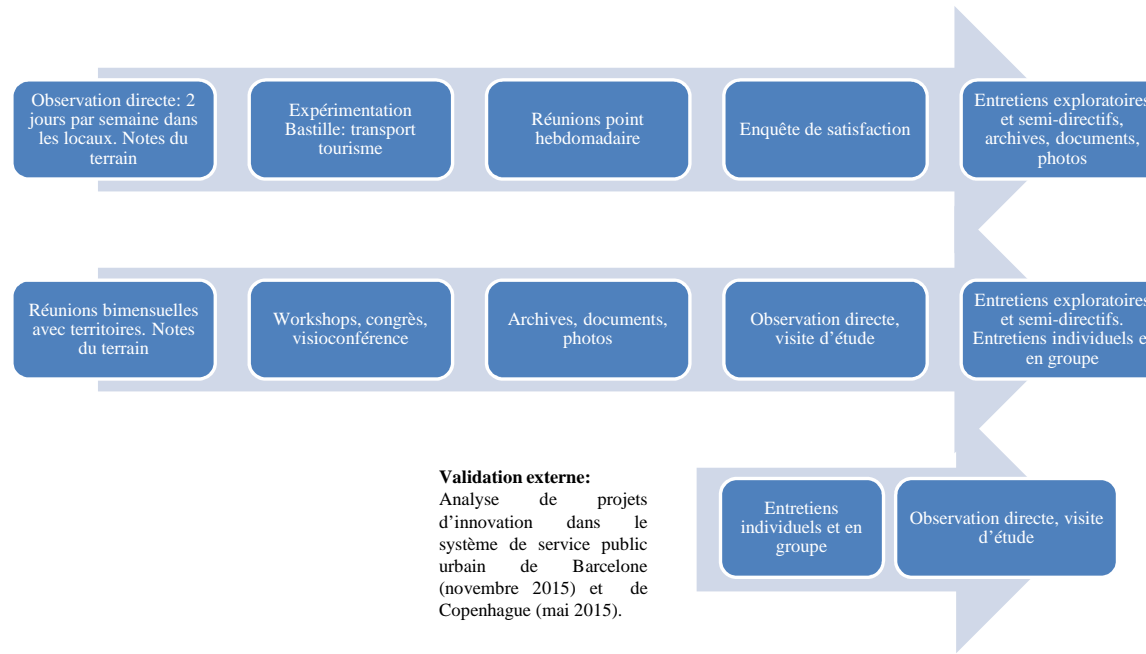 Observation directe: 2
jours par semaine dans
les locaux. Notes du
terrain
Expérimentation
Bastille: transport
tourisme
Réunions point
hebdomadaire
Enquête de satisfaction
Entretiens exploratoires
et semi-directifs,
archives, documents,
photos
Réunions bimensuelles
avec territoires. Notes
du terrain
Workshops, congrès,
visioconférence
Archives, documents,
photos
Observation directe,
visite d'étude
Entretiens exploratoires
et semi-directifs.
Entretiens individuels e
en groupe
Validation externe:
Analyse de projets
d'innovation dans le
système de service public
urbain de Barcelone
(novembre 2015) et de
Copenhague (mai 2015).
Entretiens
individuels et en
groupe
Observation directe, visite
d'étude